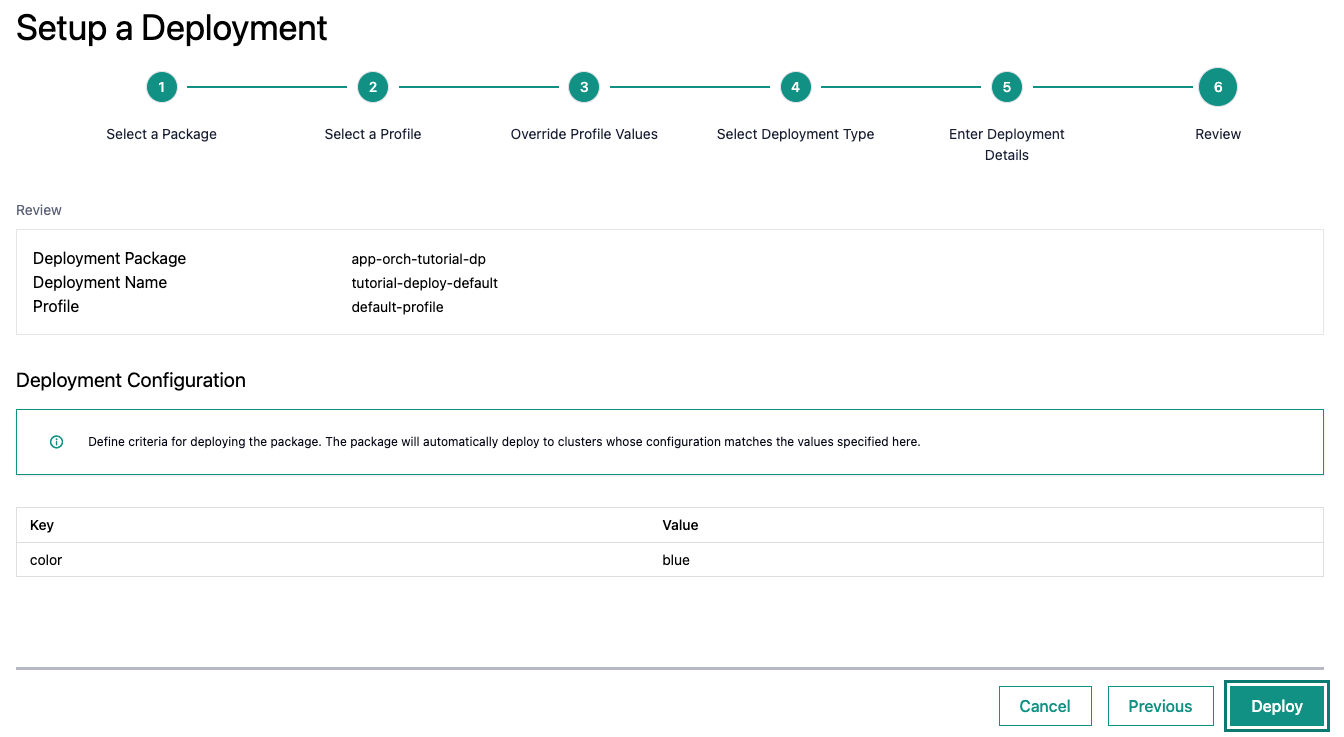 Setup a Deployment
1 2 3 4 5 6
Select a Package Select a Profile Override Profile Values Select Deployment Type Enter Deployment Details Review
Review
Deployment Package app-orch-tutorial-dp
Deployment Name tutorial-deploy-default
Profile default-profile
Deployment Configuration
Define criteria for deploying the package. The package will automatically deploy to clusters whose configuration matches the values specified here.
Key Value
color blue
Cancel Previous Deploy